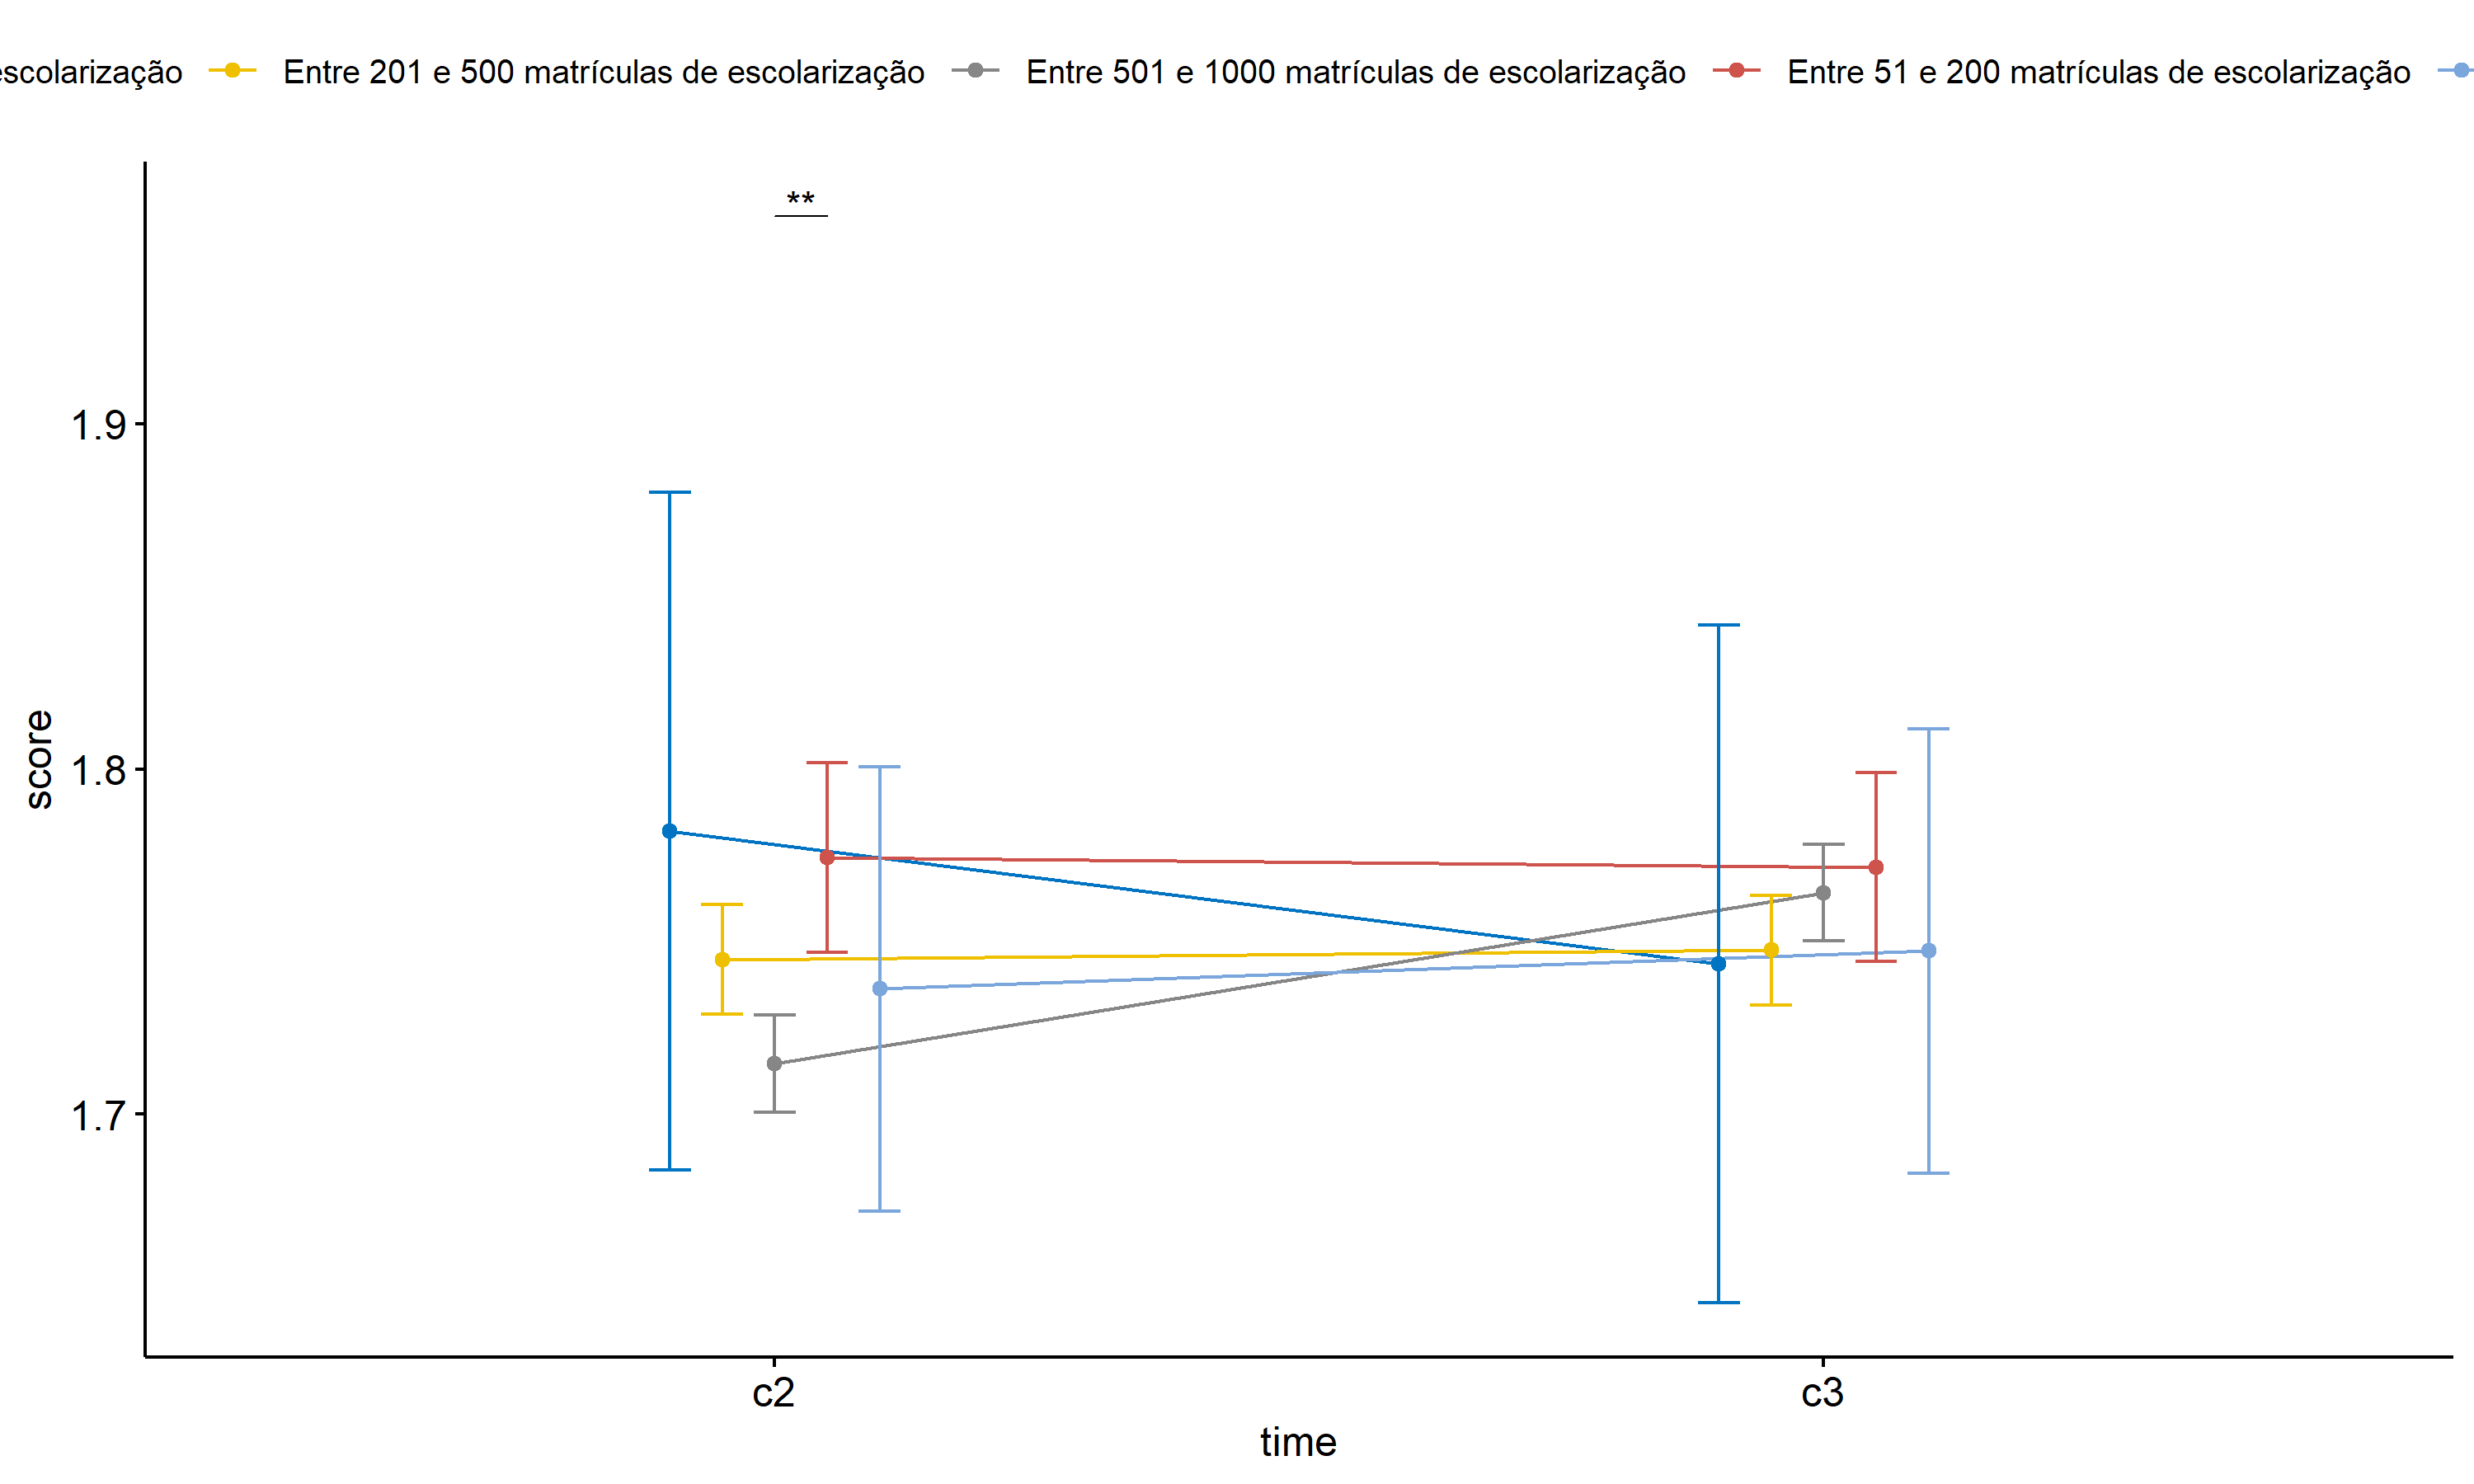 escolarização Entre 201 e 500 matrículas de escolarização Entre 501 e 1000 matrículas de escolarização Entre 51 e 200 matrículas de escolarização
**
1.9
1.8
1.7
score
c2 c3
time